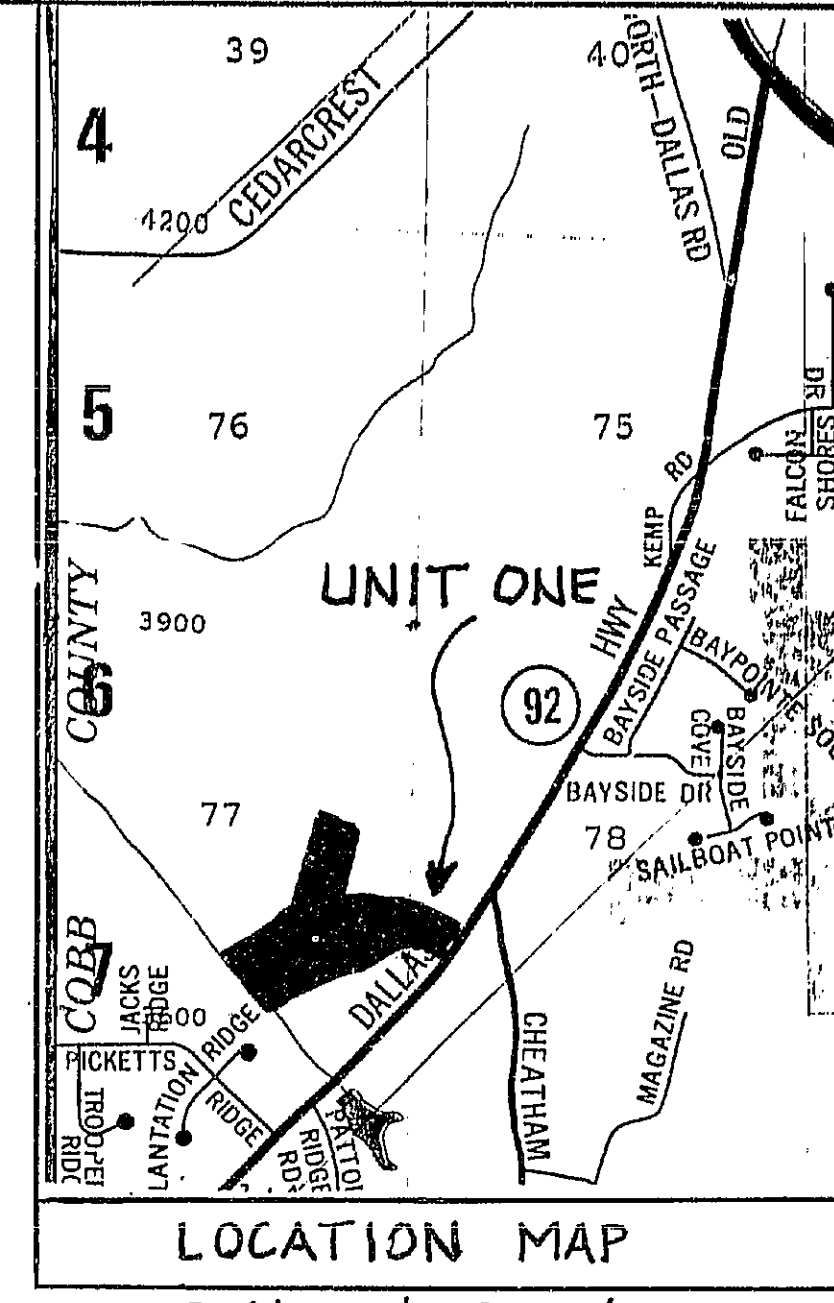 39
40
NORTH-DALLAS RD
OLD
4
CEDARCREST
4200
DR
FALCON
SHORES
5
76
75
KEMP RD
UNIT ONE
HWY
COUNTY
3900
6
BAYSIDE PASSAGE
BAYPOINTE
92
COVE
BAYSIDE
BAYSIDE DR
77
78
SAILBOAT POINT
COBB
7
DALLAS
JACKS
RIDGE
PICKETTS
RIDGE
LANTATION RIDGE
CHEATHAM
MAGAZINE RD
RIDGE
RD
LOCATION MAP